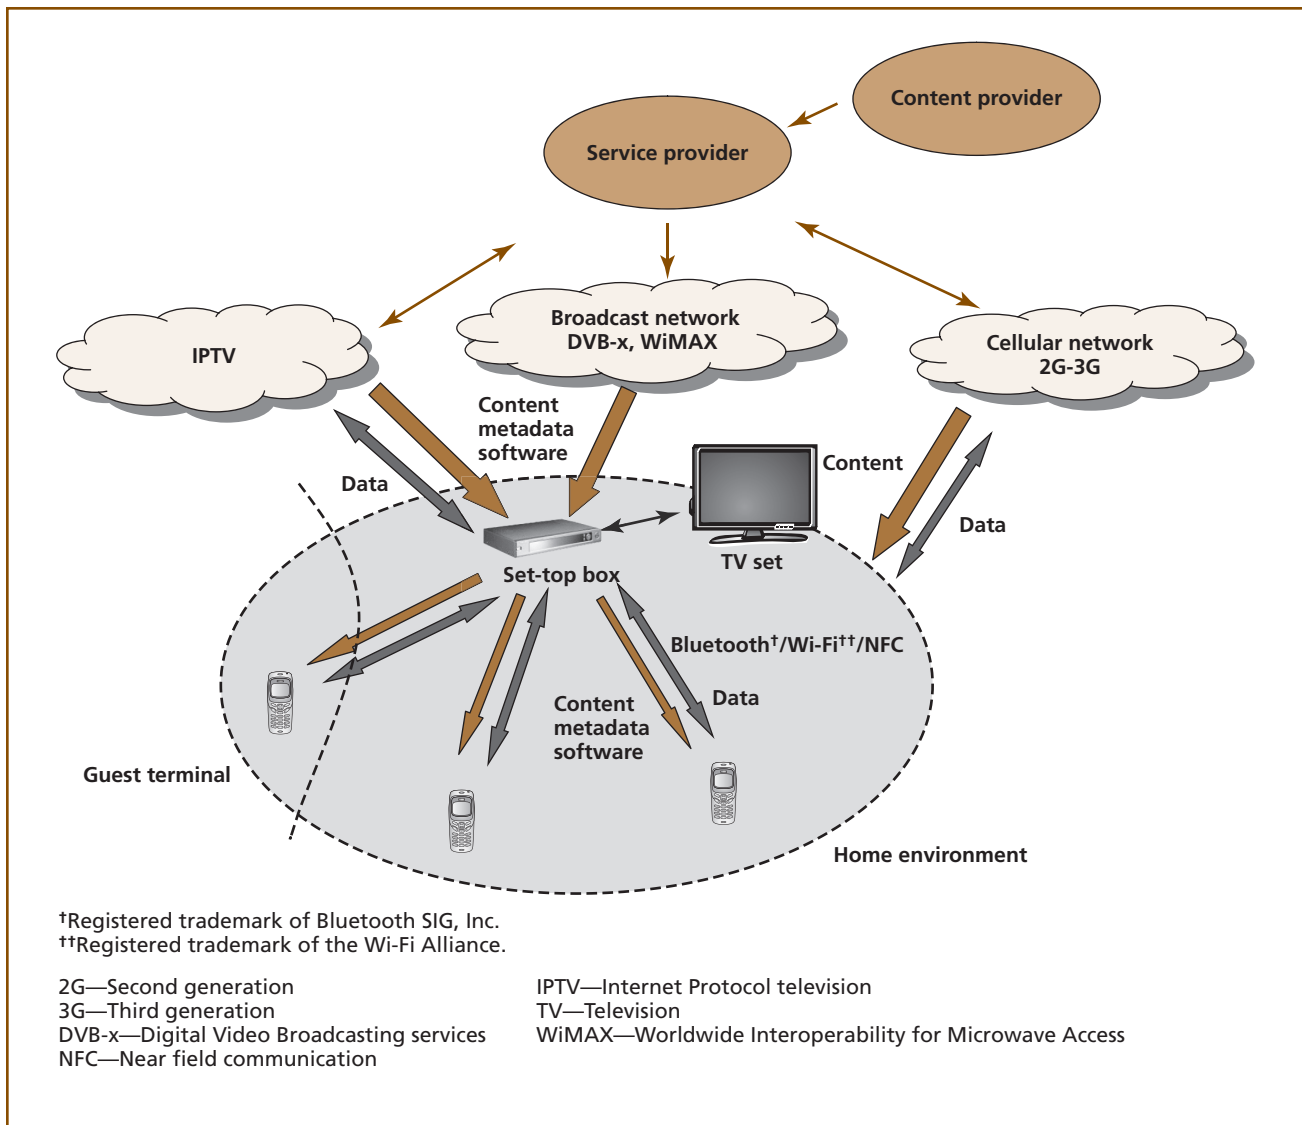 Content provider
Service provider
Broadcast network
DVB-x, WiMAX
IPTV
Cellular network
2G-3G
Content
metadata
software
Data
Content
Data
TV set
Set-top box
Bluetooth†/Wi-Fi††/NFC
Data
Content
metadata
software
Guest terminal
Home environment
†Registered trademark of Bluetooth SIG, Inc.
††Registered trademark of the Wi-Fi Alliance.
2G—Second generation
3G—Third generation
DVB-x—Digital Video Broadcasting services
NFC—Near field communication
IPTV—Internet Protocol television
TV—Television
WiMAX—Worldwide Interoperability for Microwave Access